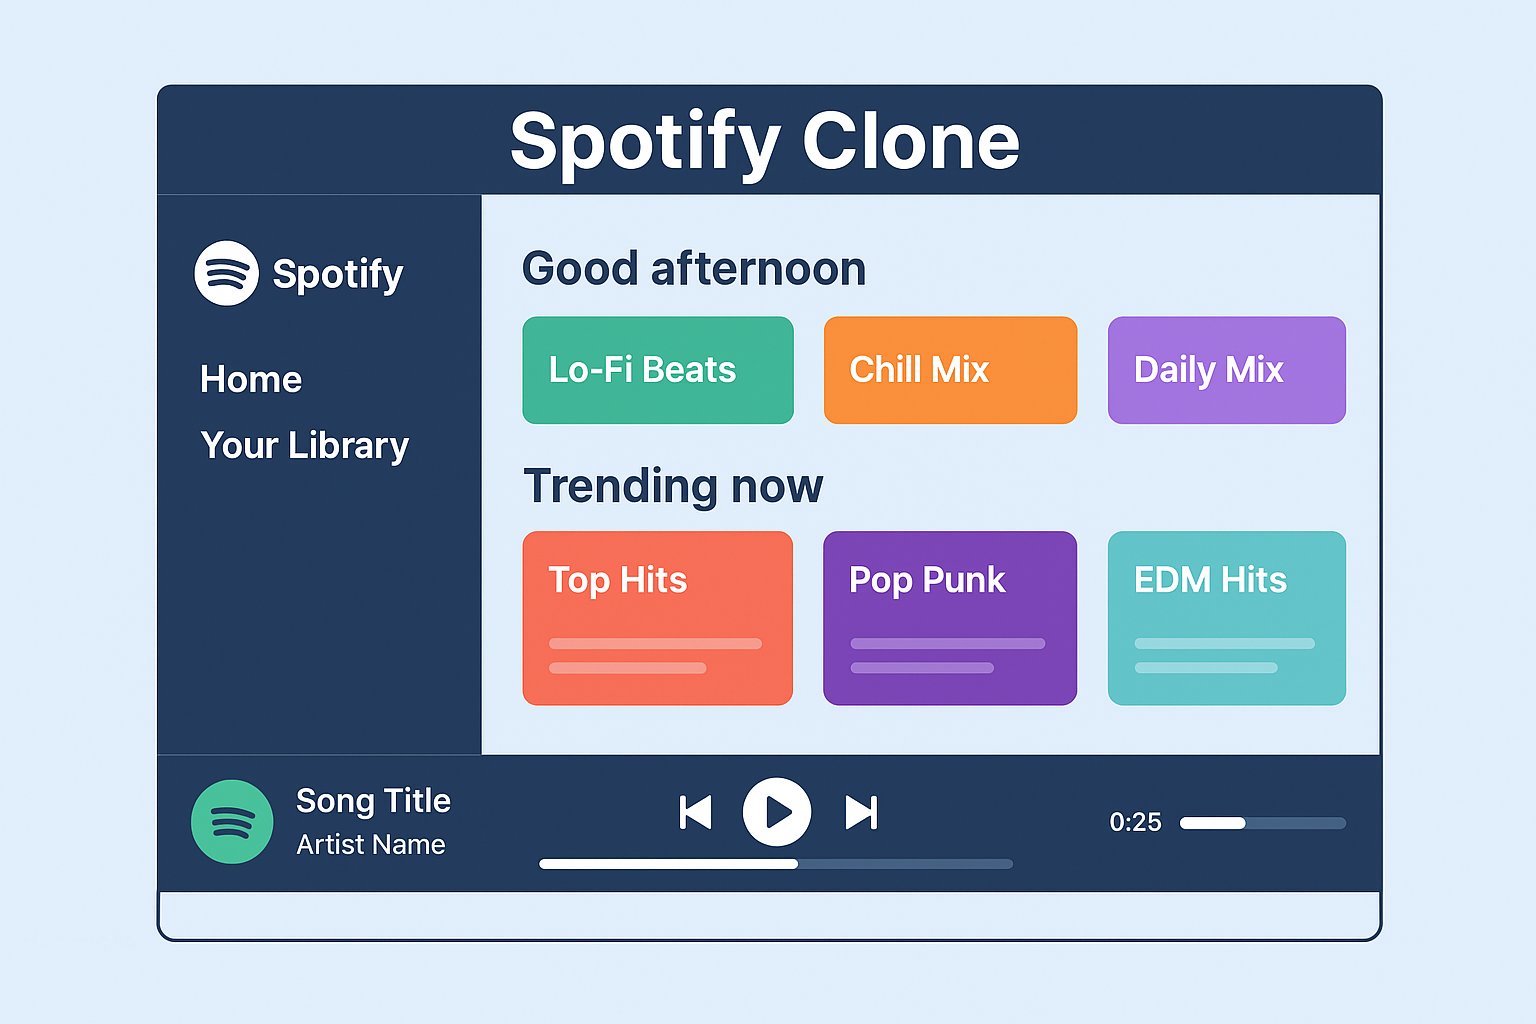 Spotify Clone
Spotify
Home
Your Library
Good afternoon
Lo-Fi Beats
Chill Mix
Daily Mix
Trending now
Top Hits
Pop Punk
EDM Hits
Song Title
Artist Name
0:25